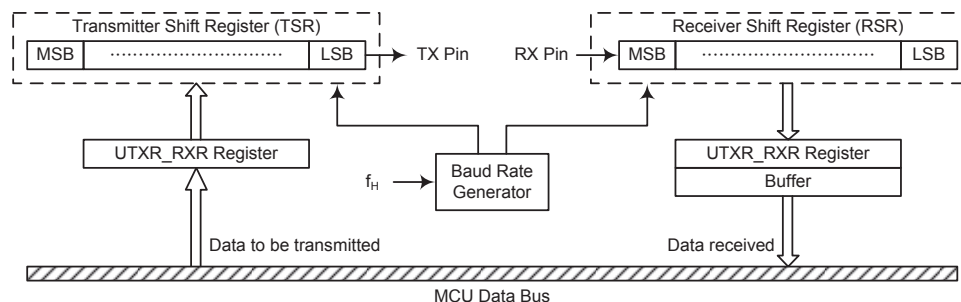 Transmitter Shift Register (TSR)
Receiver Shift Register (RSR)
MSB ………………………… LSB
TX Pin
RX Pin
MSB ………………………… LSB
UTXR_RXR Register
Baud Rate
Generator
f_H
UTXR_RXR Register
Buffer
Data to be transmitted
Data received
MCU Data Bus